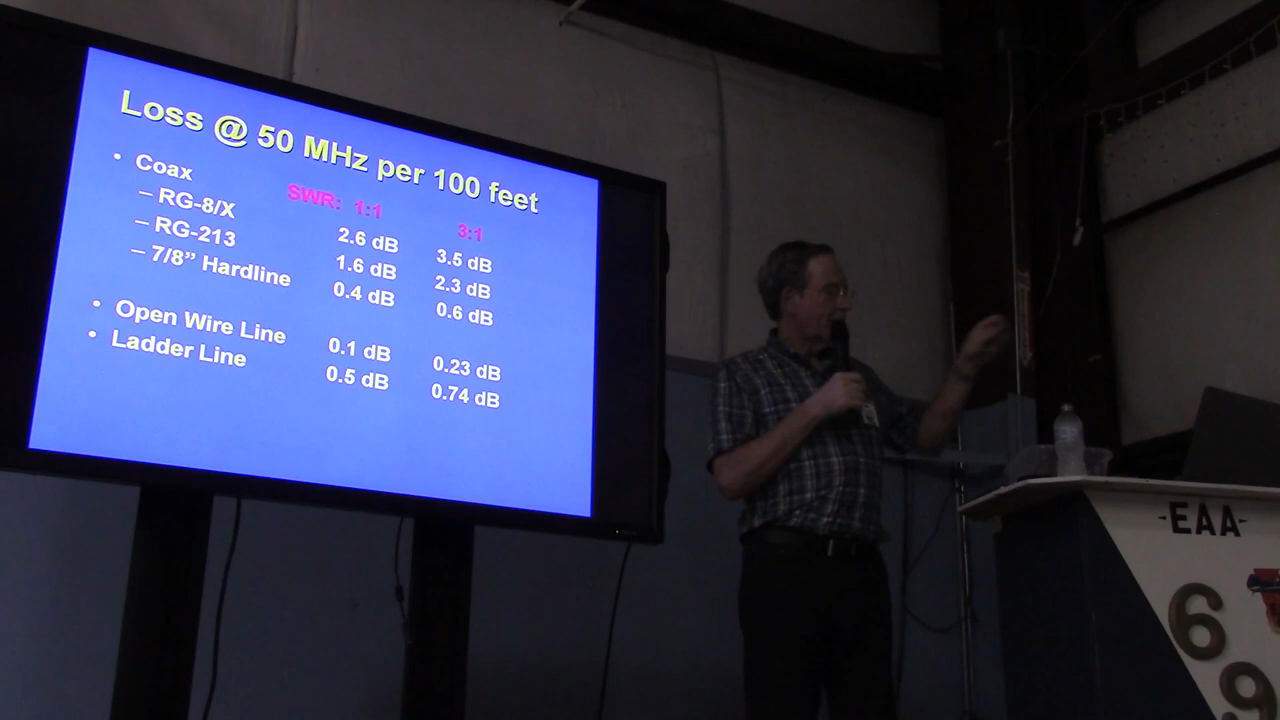 Loss @ 50 MHz per 100 feet
• Coax SWR: 1:1 3:1
– RG-8/X 2.6 dB 3.5 dB
– RG-213 1.6 dB 2.3 dB
– 7/8” Hardline 0.4 dB 0.6 dB
• Open Wire Line 0.1 dB 0.23 dB
• Ladder Line 0.5 dB 0.74 dB
-EAA-
69